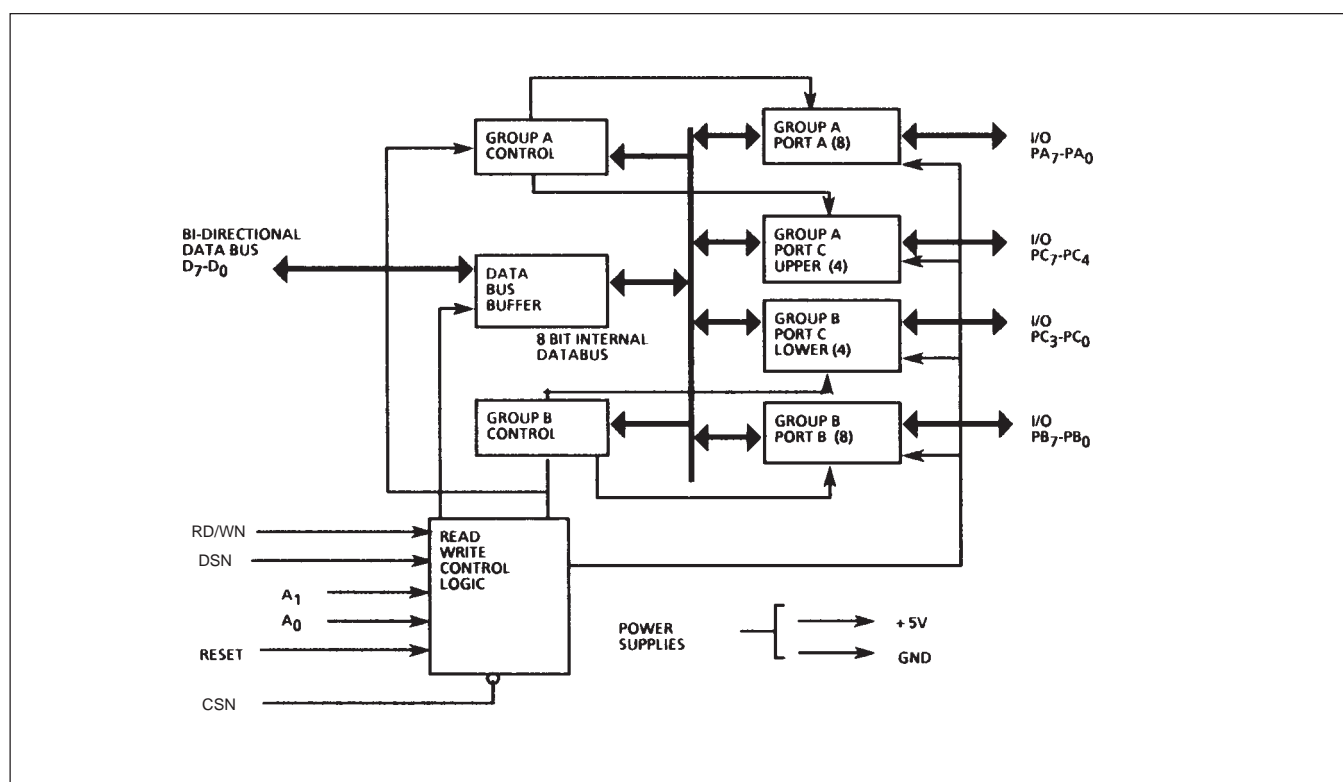 GROUP A
CONTROL
GROUP A
PORT A (8)
I/O
PA7-PA0
BI-DIRECTIONAL
DATA BUS
D7-D0
DATA
BUS
BUFFER
GROUP A
PORT C
UPPER (4)
I/O
PC7-PC4
8 BIT INTERNAL
DATABUS
GROUP B
PORT C
LOWER (4)
I/O
PC3-PC0
GROUP B
CONTROL
GROUP B
PORT B (8)
I/O
PB7-PB0
RD/WN
DSN
A1
A0
RESET
CSN
READ
WRITE
CONTROL
LOGIC
POWER
SUPPLIES
+ 5V
GND